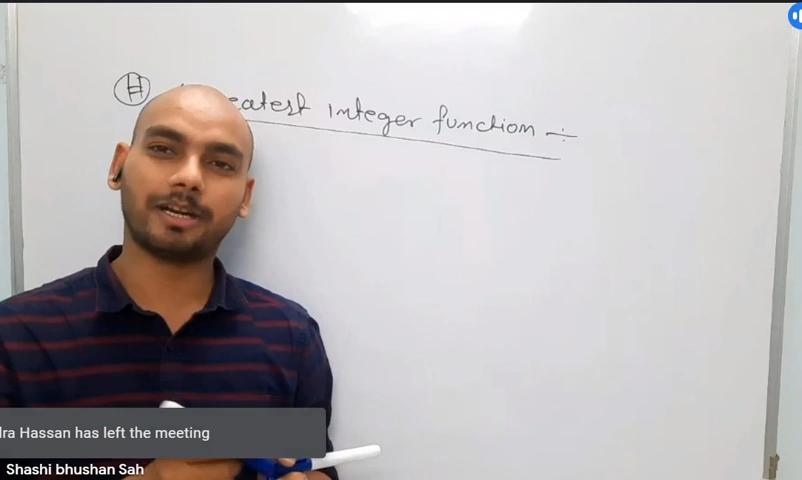 H eatest integer function
dra Hassan has left the meeting
Shashi bhushan Sah